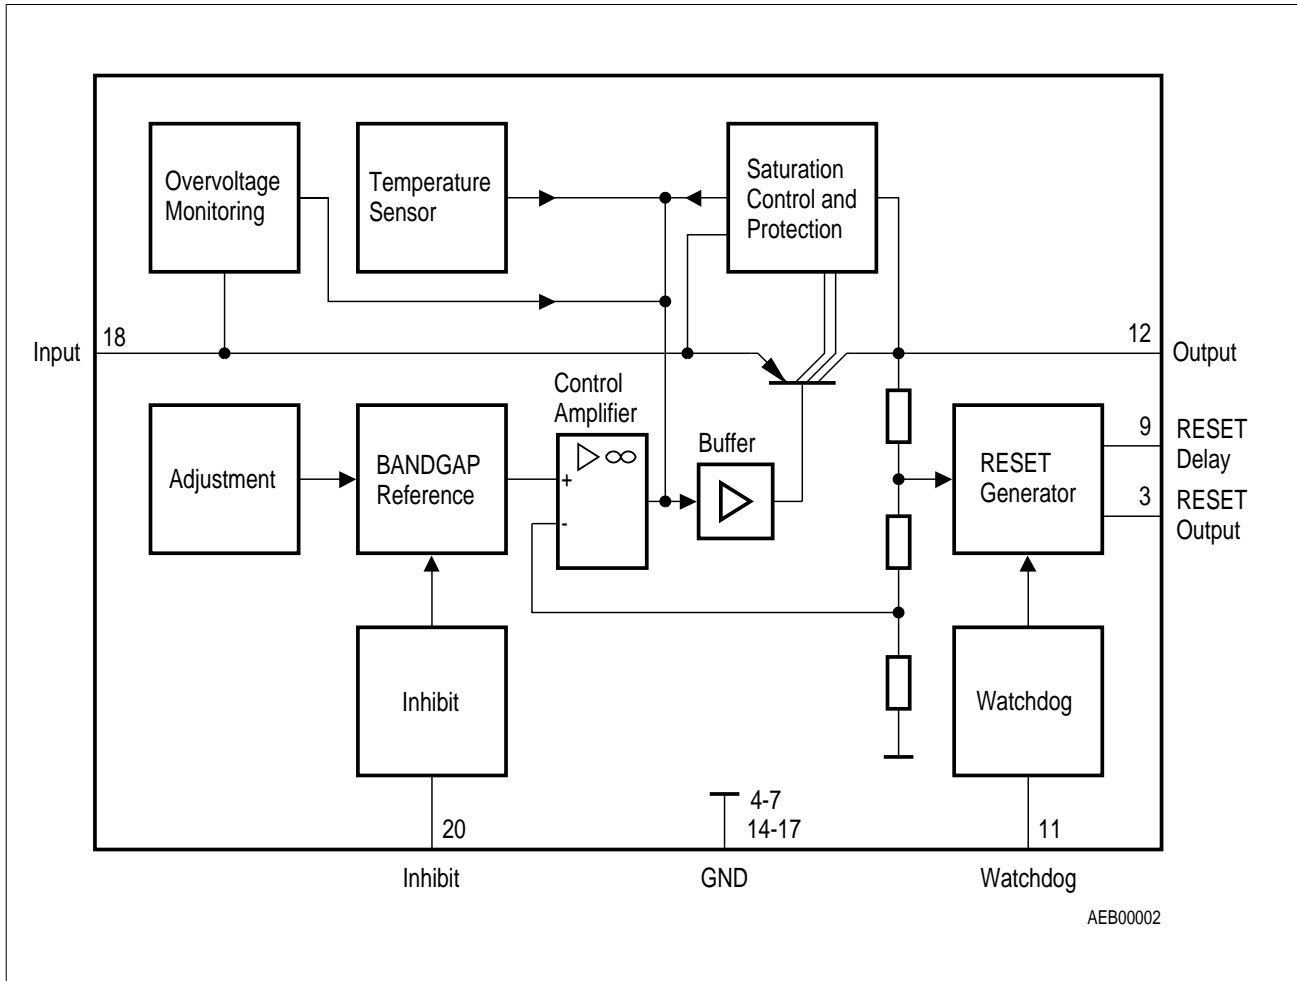 Overvoltage
Monitoring
Temperature
Sensor
Saturation
Control and
Protection
Input
18
12
Output
Control
Amplifier
Adjustment
BANDGAP
Reference
▷ ∞
+
-
Buffer
RESET
Generator
9
RESET
Delay
3
RESET
Output
Inhibit
Watchdog
20
4-7
14-17
11
Inhibit
GND
Watchdog
AEB00002